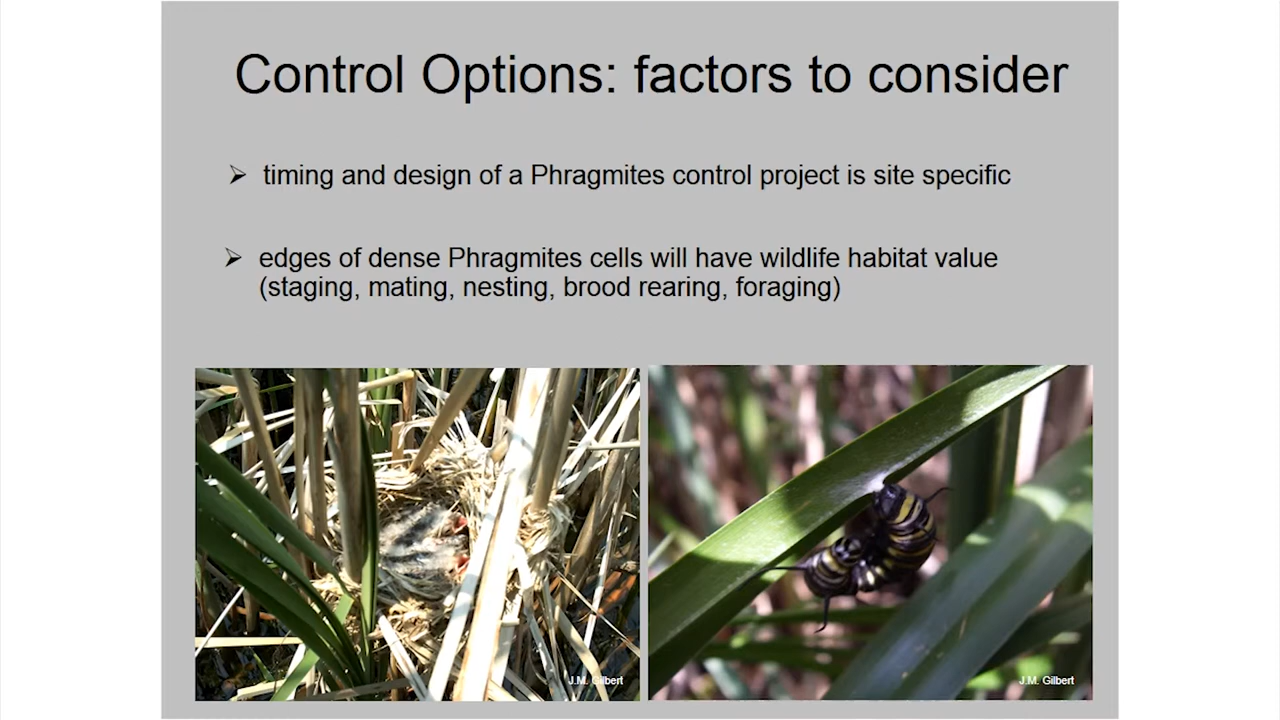 Control Options: factors to consider
➢ timing and design of a Phragmites control project is site specific
➢ edges of dense Phragmites cells will have wildlife habitat value
(staging, mating, nesting, brood rearing, foraging)
J.M. Gilbert
J.M. Gilbert